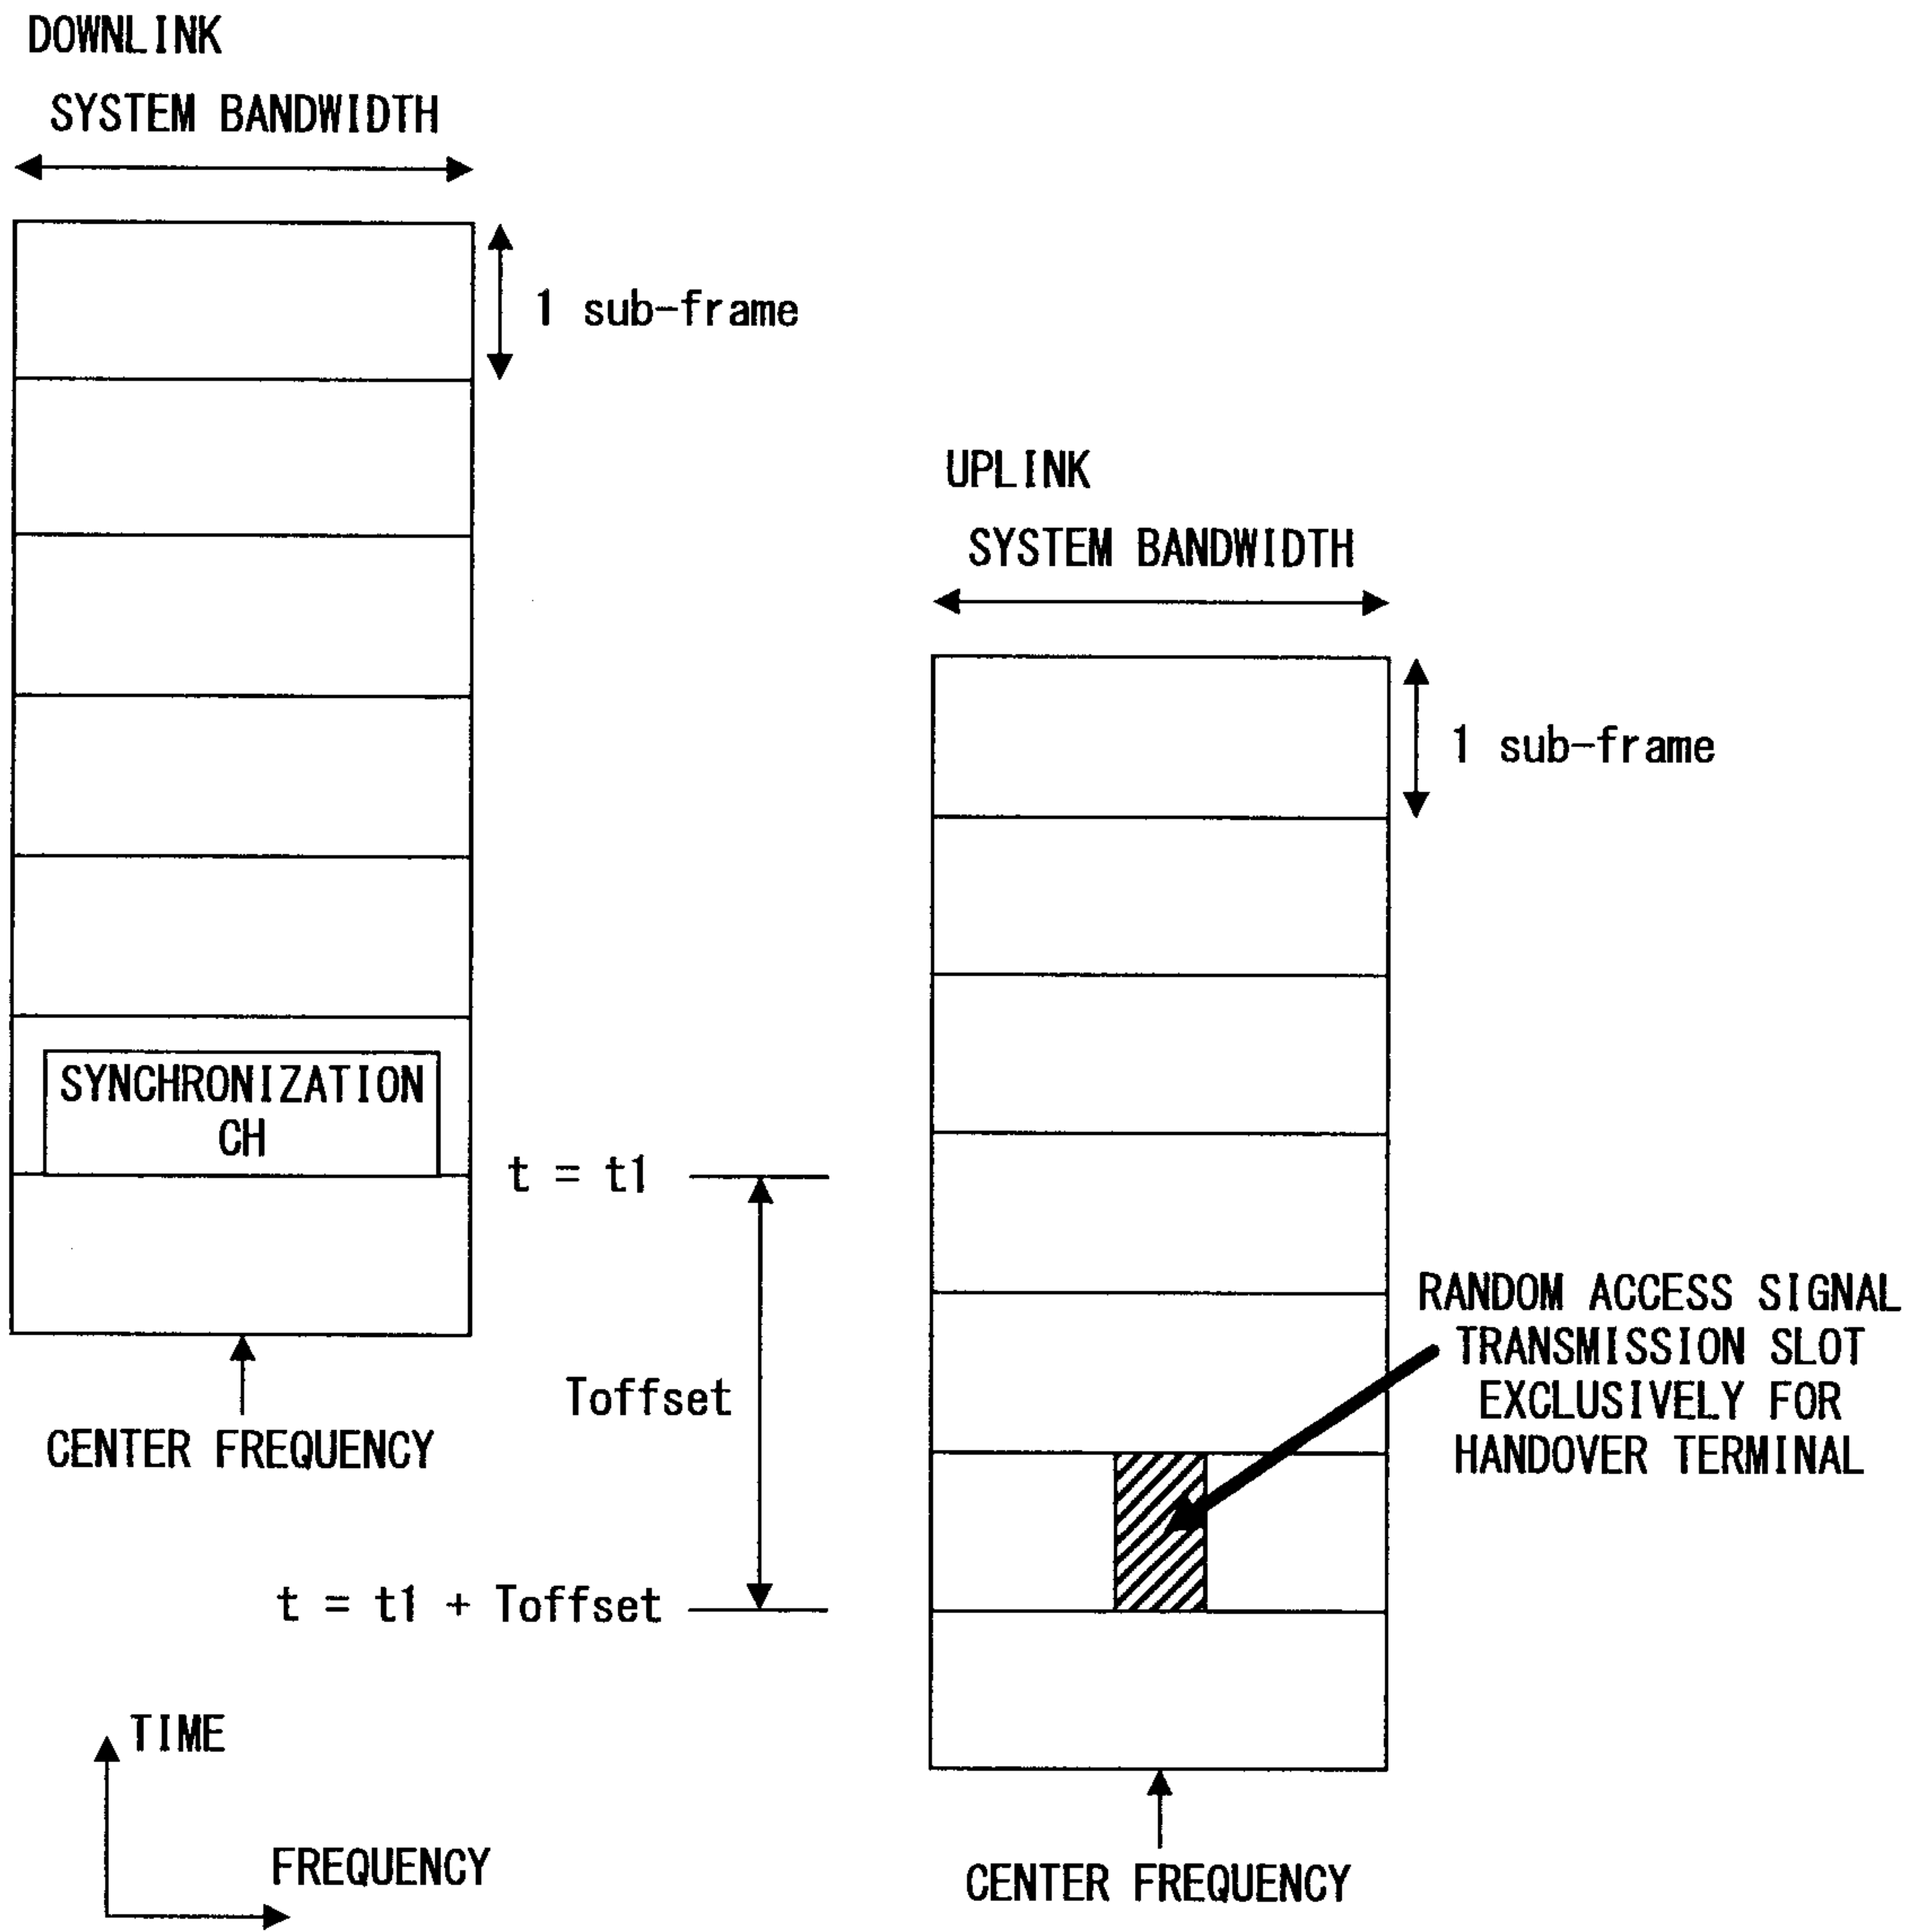 DOWNLINK
SYSTEM BANDWIDTH
1 sub-frame
UPLINK
SYSTEM BANDWIDTH
1 sub-frame
SYNCHRONIZATION
CH
t = t1
RANDOM ACCESS SIGNAL
TRANSMISSION SLOT
EXCLUSIVELY FOR
HANDOVER TERMINAL
Toffset
CENTER FREQUENCY
t = t1 + Toffset
TIME
FREQUENCY
CENTER FREQUENCY